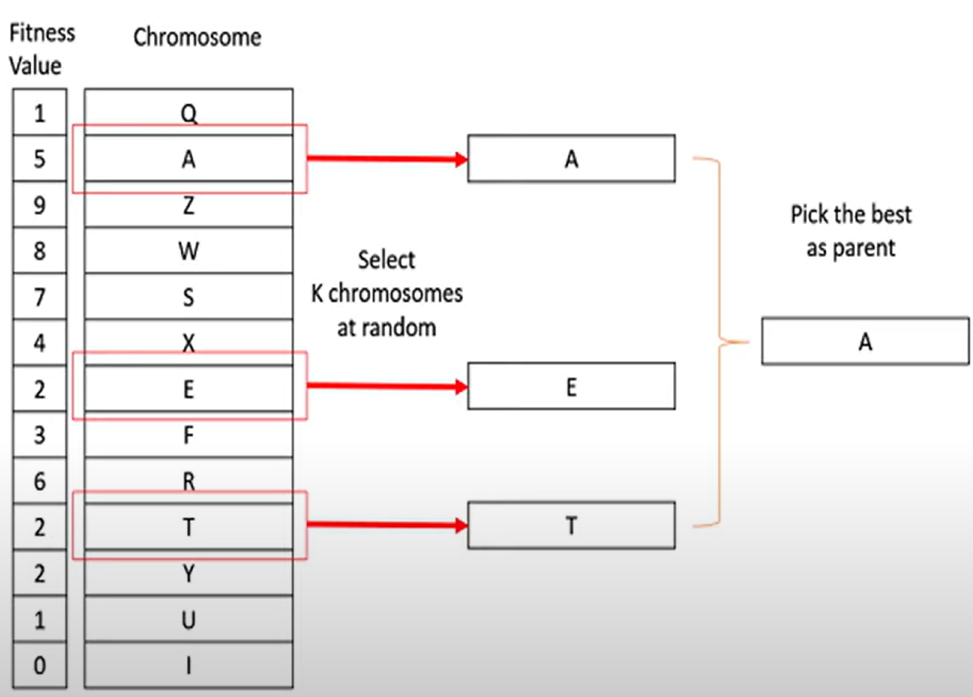 Fitness
Value
Chromosome
1 Q
5 A
9 Z
8 W
7 S
4 X
2 E
3 F
6 R
2 T
2 Y
1 U
0 I
Select
K chromosomes
at random
A
E
T
Pick the best
as parent
A